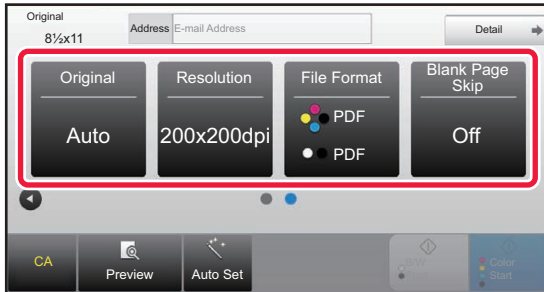 Original
8½x11
Address E-mail Address
Detail
Original
Auto
Resolution
200x200dpi
File Format
PDF
PDF
Blank Page
Skip
Off
CA
Preview
Auto Set
B/W
Start
Color
Start